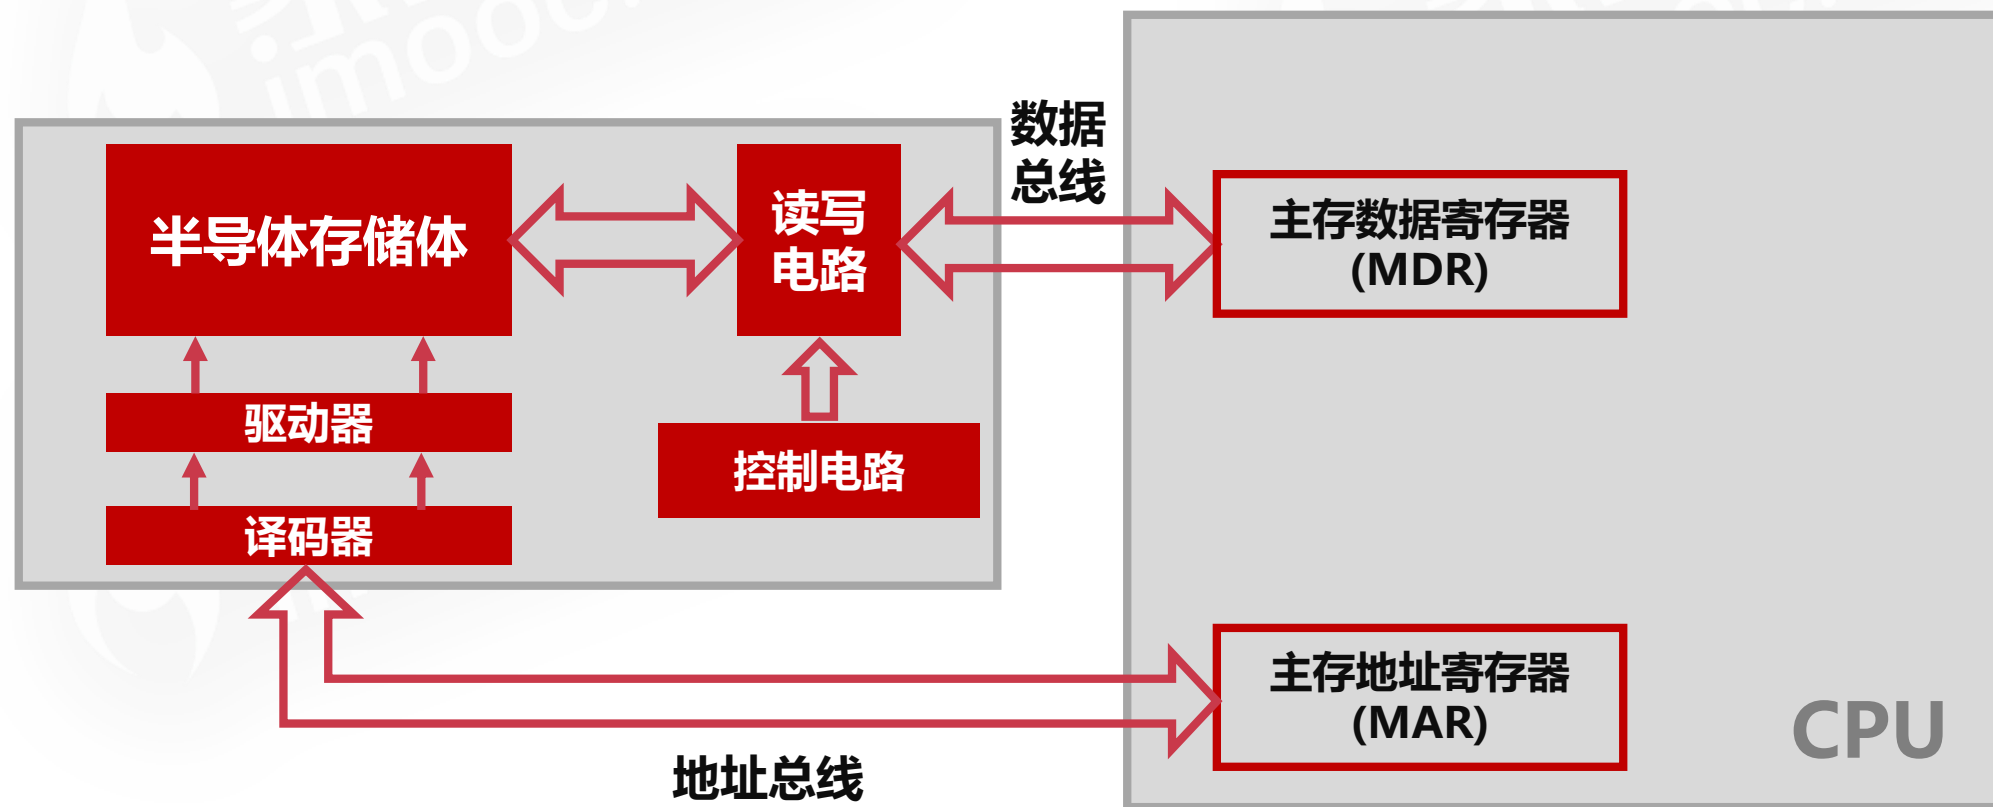 imooc
数据
总线
半导体存储体
读写
电路
主存数据寄存器
(MDR)
驱动器
控制电路
译码器
主存地址寄存器
(MAR)
CPU
地址总线